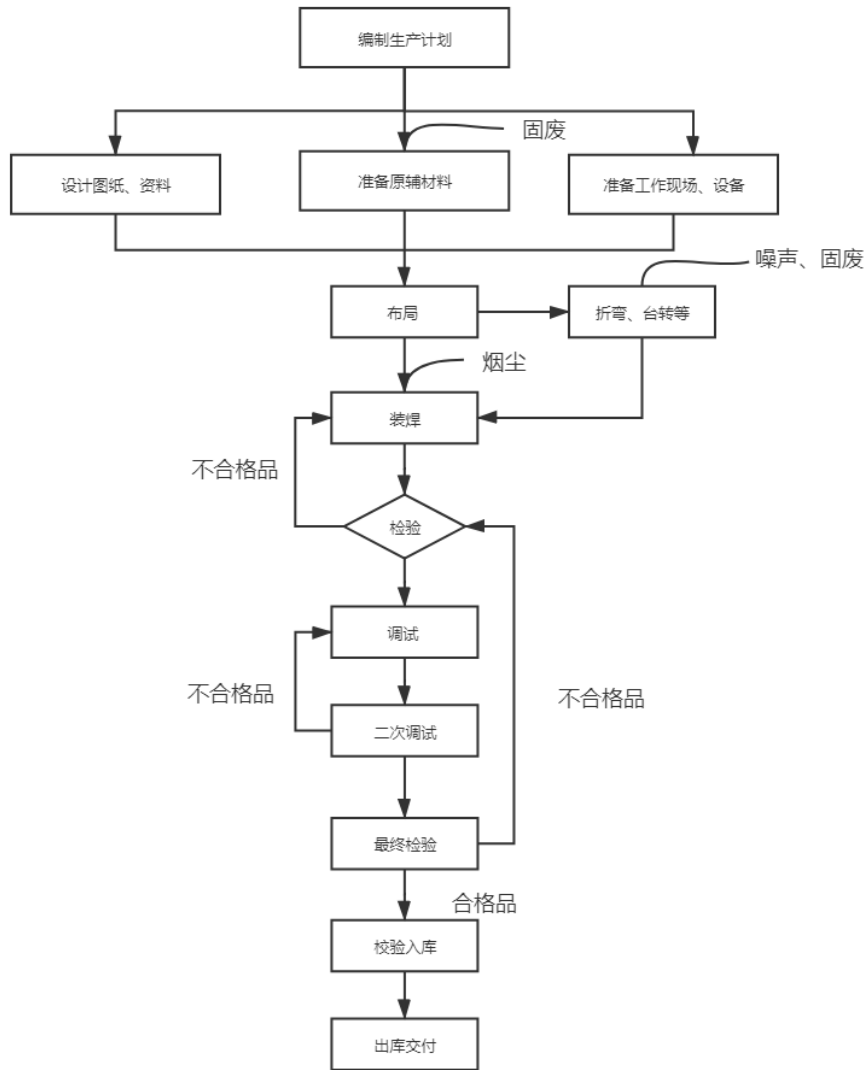 编制生产计划
固废
设计图纸、资料
准备原辅材料
准备工作现场、设备
噪声、固废
布局
折弯、台转等
烟尘
装焊
不合格品
检验
调试
不合格品
不合格品
二次调试
最终检验
合格品
校验入库
出库交付